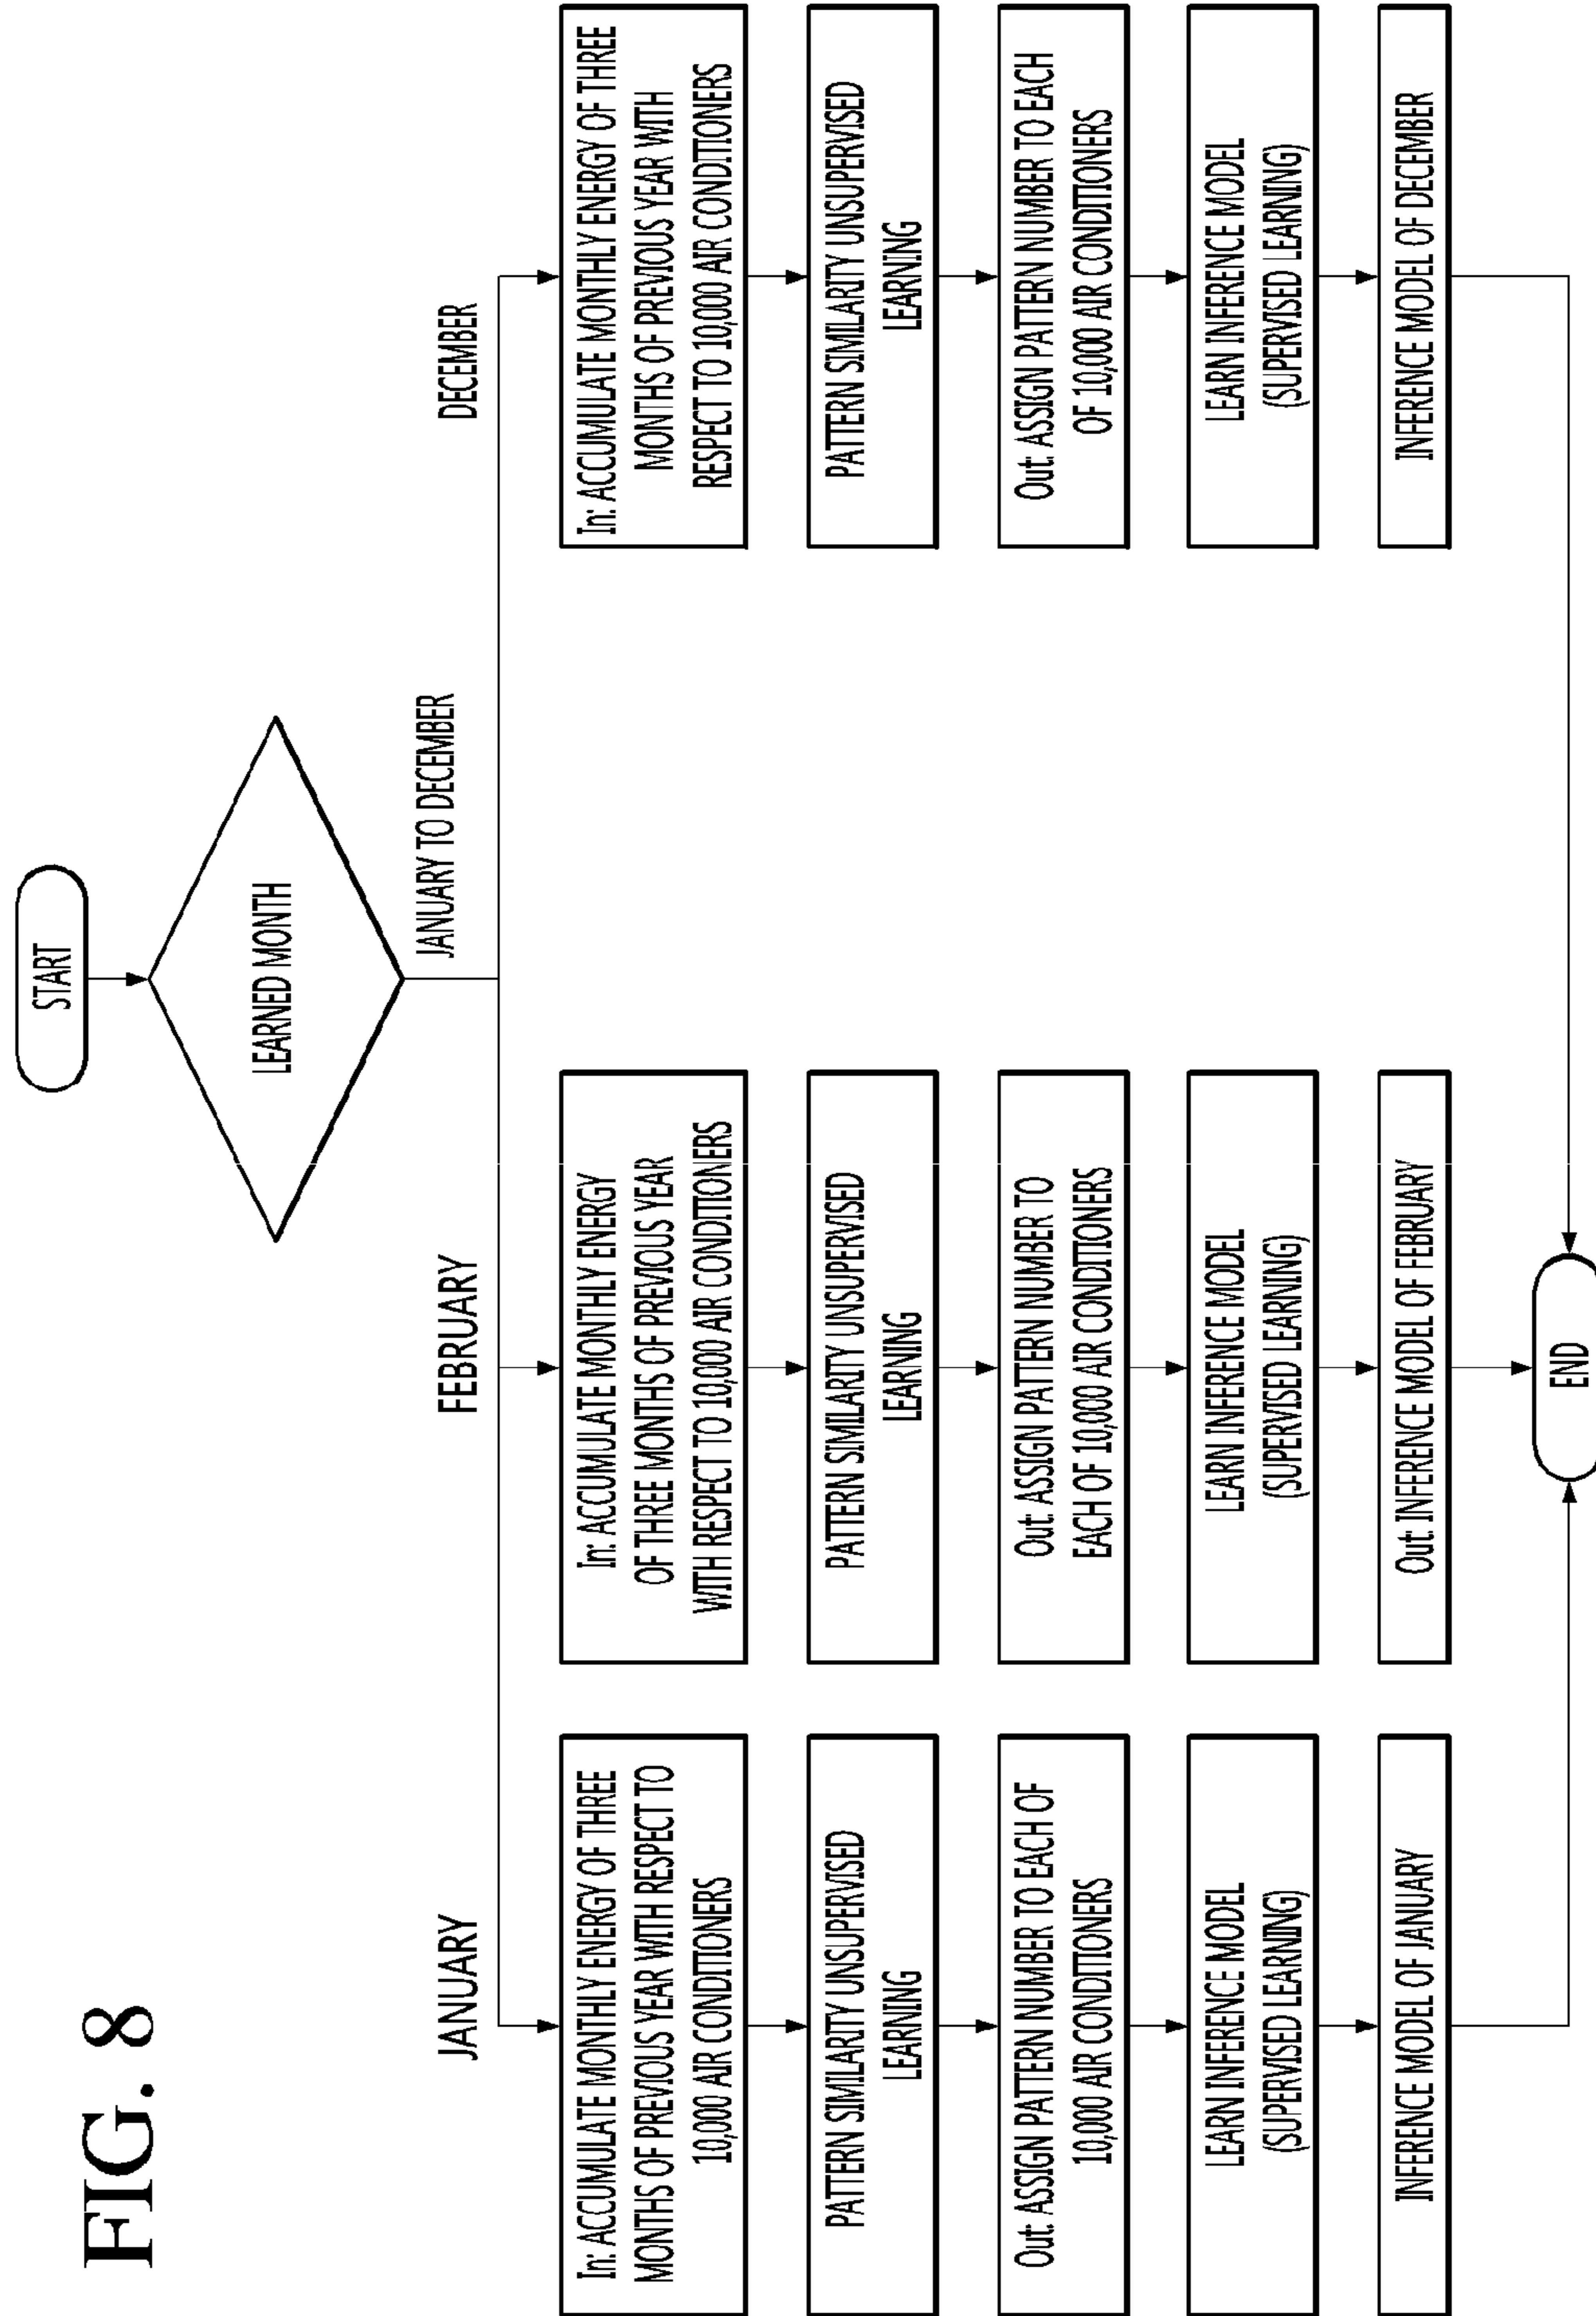 FIG. 8
START
LEARNED MONTH
JANUARY TO DECEMBER
JANUARY
In: ACCUMULATE MONTHLY ENERGY OF THREE
MONTHS OF PREVIOUS YEAR WITH RESPECT TO
10,000 AIR CONDITIONERS
PATTERN SIMILARITY UNSUPERVISED
LEARNING
Out: ASSIGN PATTERN NUMBER TO EACH OF
10,000 AIR CONDITIONERS
LEARN INFERENCE MODEL
(SUPERVISED LEARNING)
INFERENCE MODEL OF JANUARY
FEBRUARY
In: ACCUMULATE MONTHLY ENERGY
OF THREE MONTHS OF PREVIOUS YEAR
WITH RESPECT TO 10,000 AIR CONDITIONERS
PATTERN SIMILARITY UNSUPERVISED
LEARNING
Out: ASSIGN PATTERN NUMBER TO
EACH OF 10,000 AIR CONDITIONERS
LEARN INFERENCE MODEL
(SUPERVISED LEARNING)
Out: INFERENCE MODEL OF FEBRUARY
DECEMBER
In: ACCUMULATE MONTHLY ENERGY OF THREE
MONTHS OF PREVIOUS YEAR WITH
RESPECT TO 10,000 AIR CONDITIONERS
PATTERN SIMILARITY UNSUPERVISED
LEARNING
Out: ASSIGN PATTERN NUMBER TO EACH
OF 10,000 AIR CONDITIONERS
LEARN INFERENCE MODEL
(SUPERVISED LEARNING)
INFERENCE MODEL OF DECEMBER
END